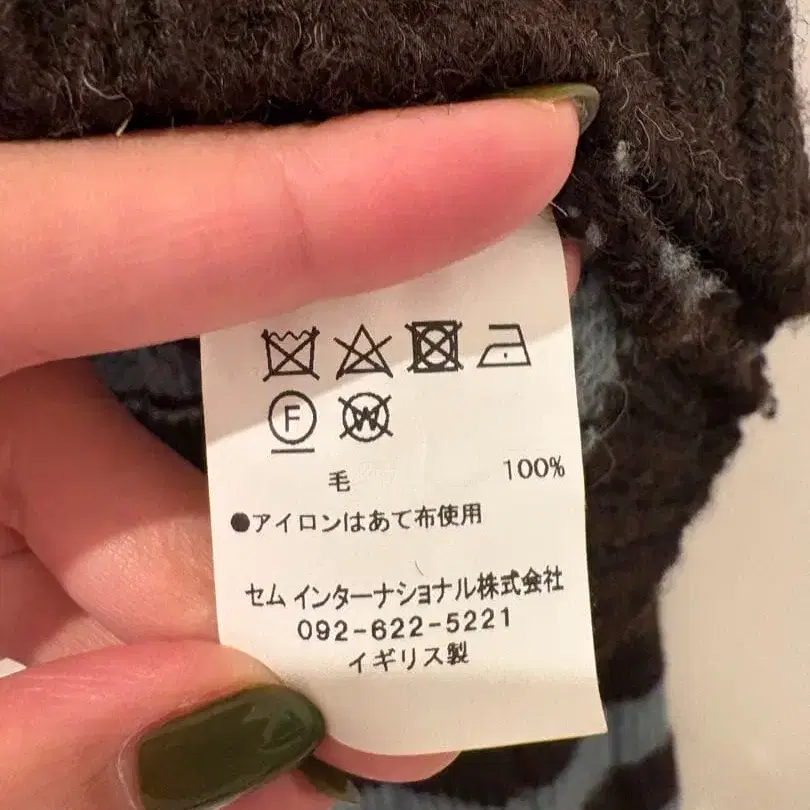 F W
毛 100%
●アイロンはあて布使用
セム インターナショナル株式会社
092-622-5221
イギリス製